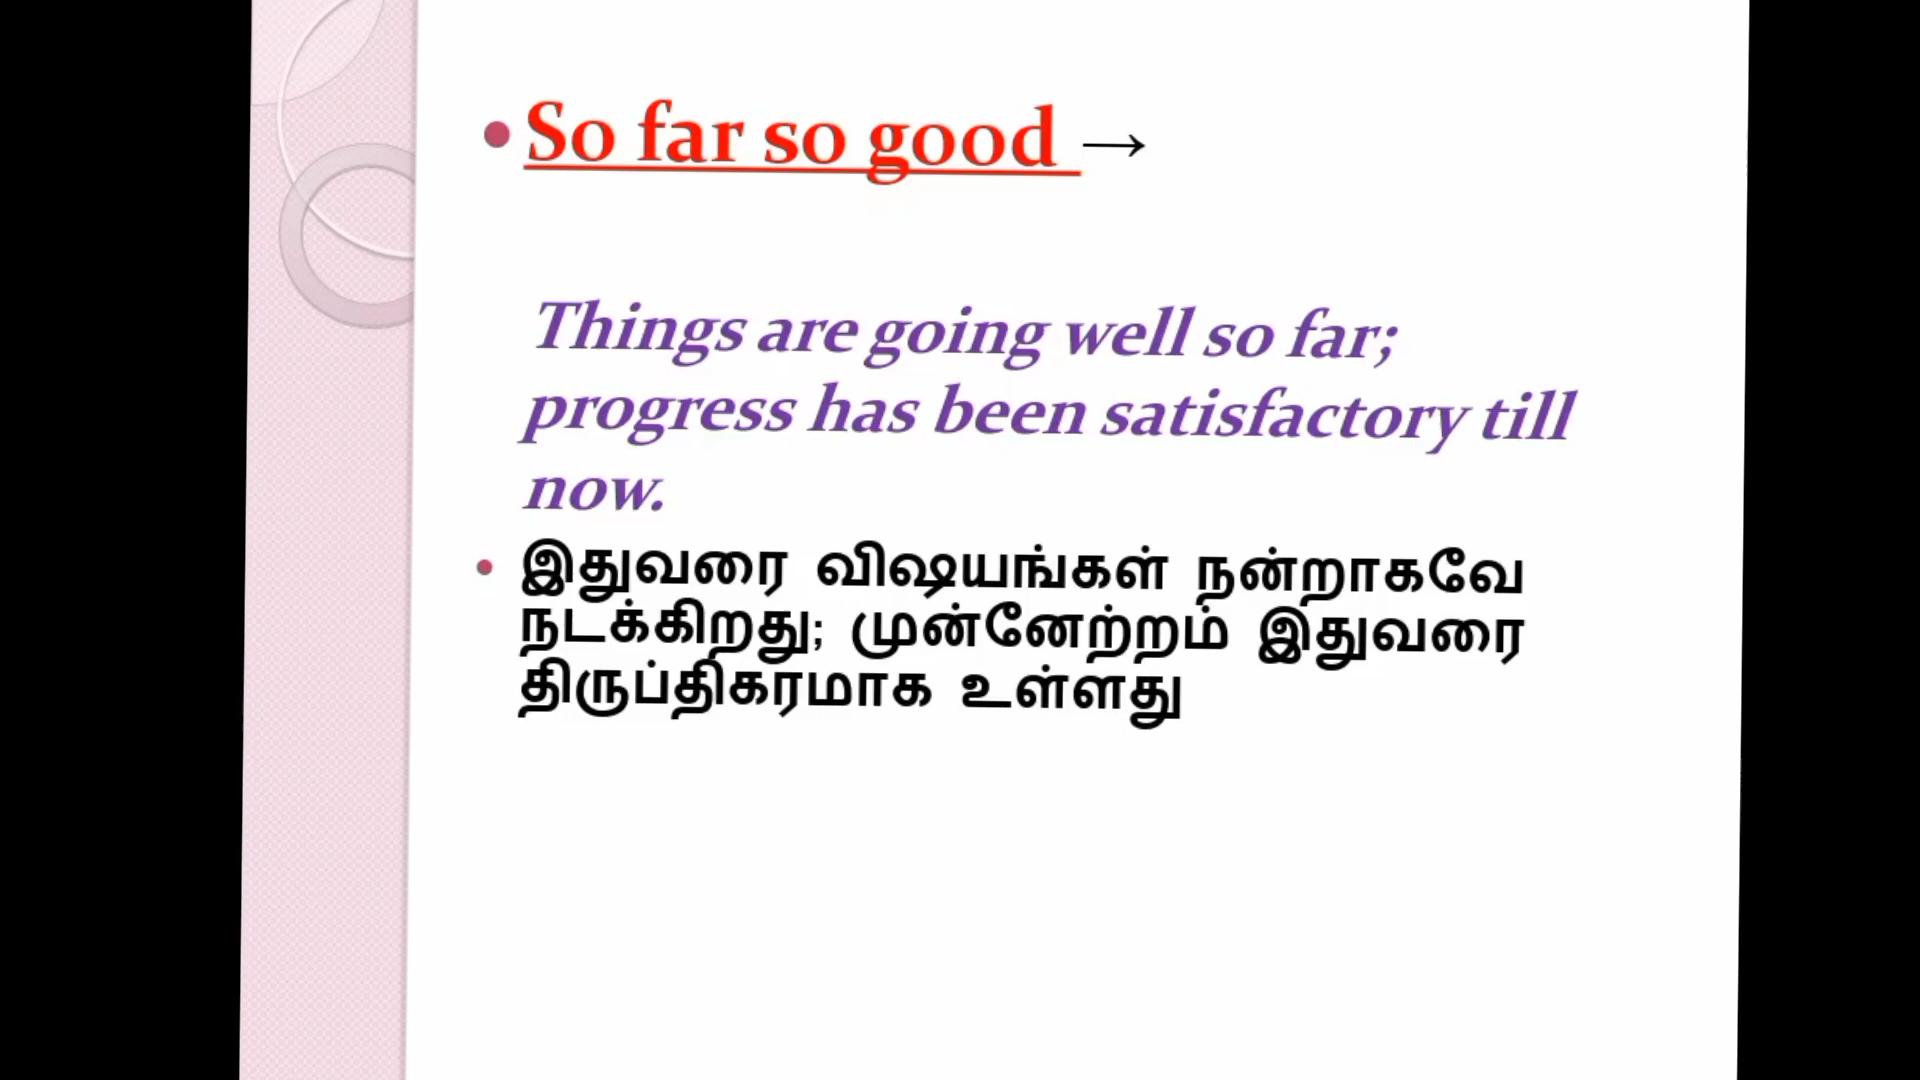 • So far so good →
Things are going well so far;
progress has been satisfactory till
now.
• இதுவரை விஷயங்கள் நன்றாகவே
நடக்கிறது; முன்னேற்றம் இதுவரை
திருப்திகரமாக உள்ளது